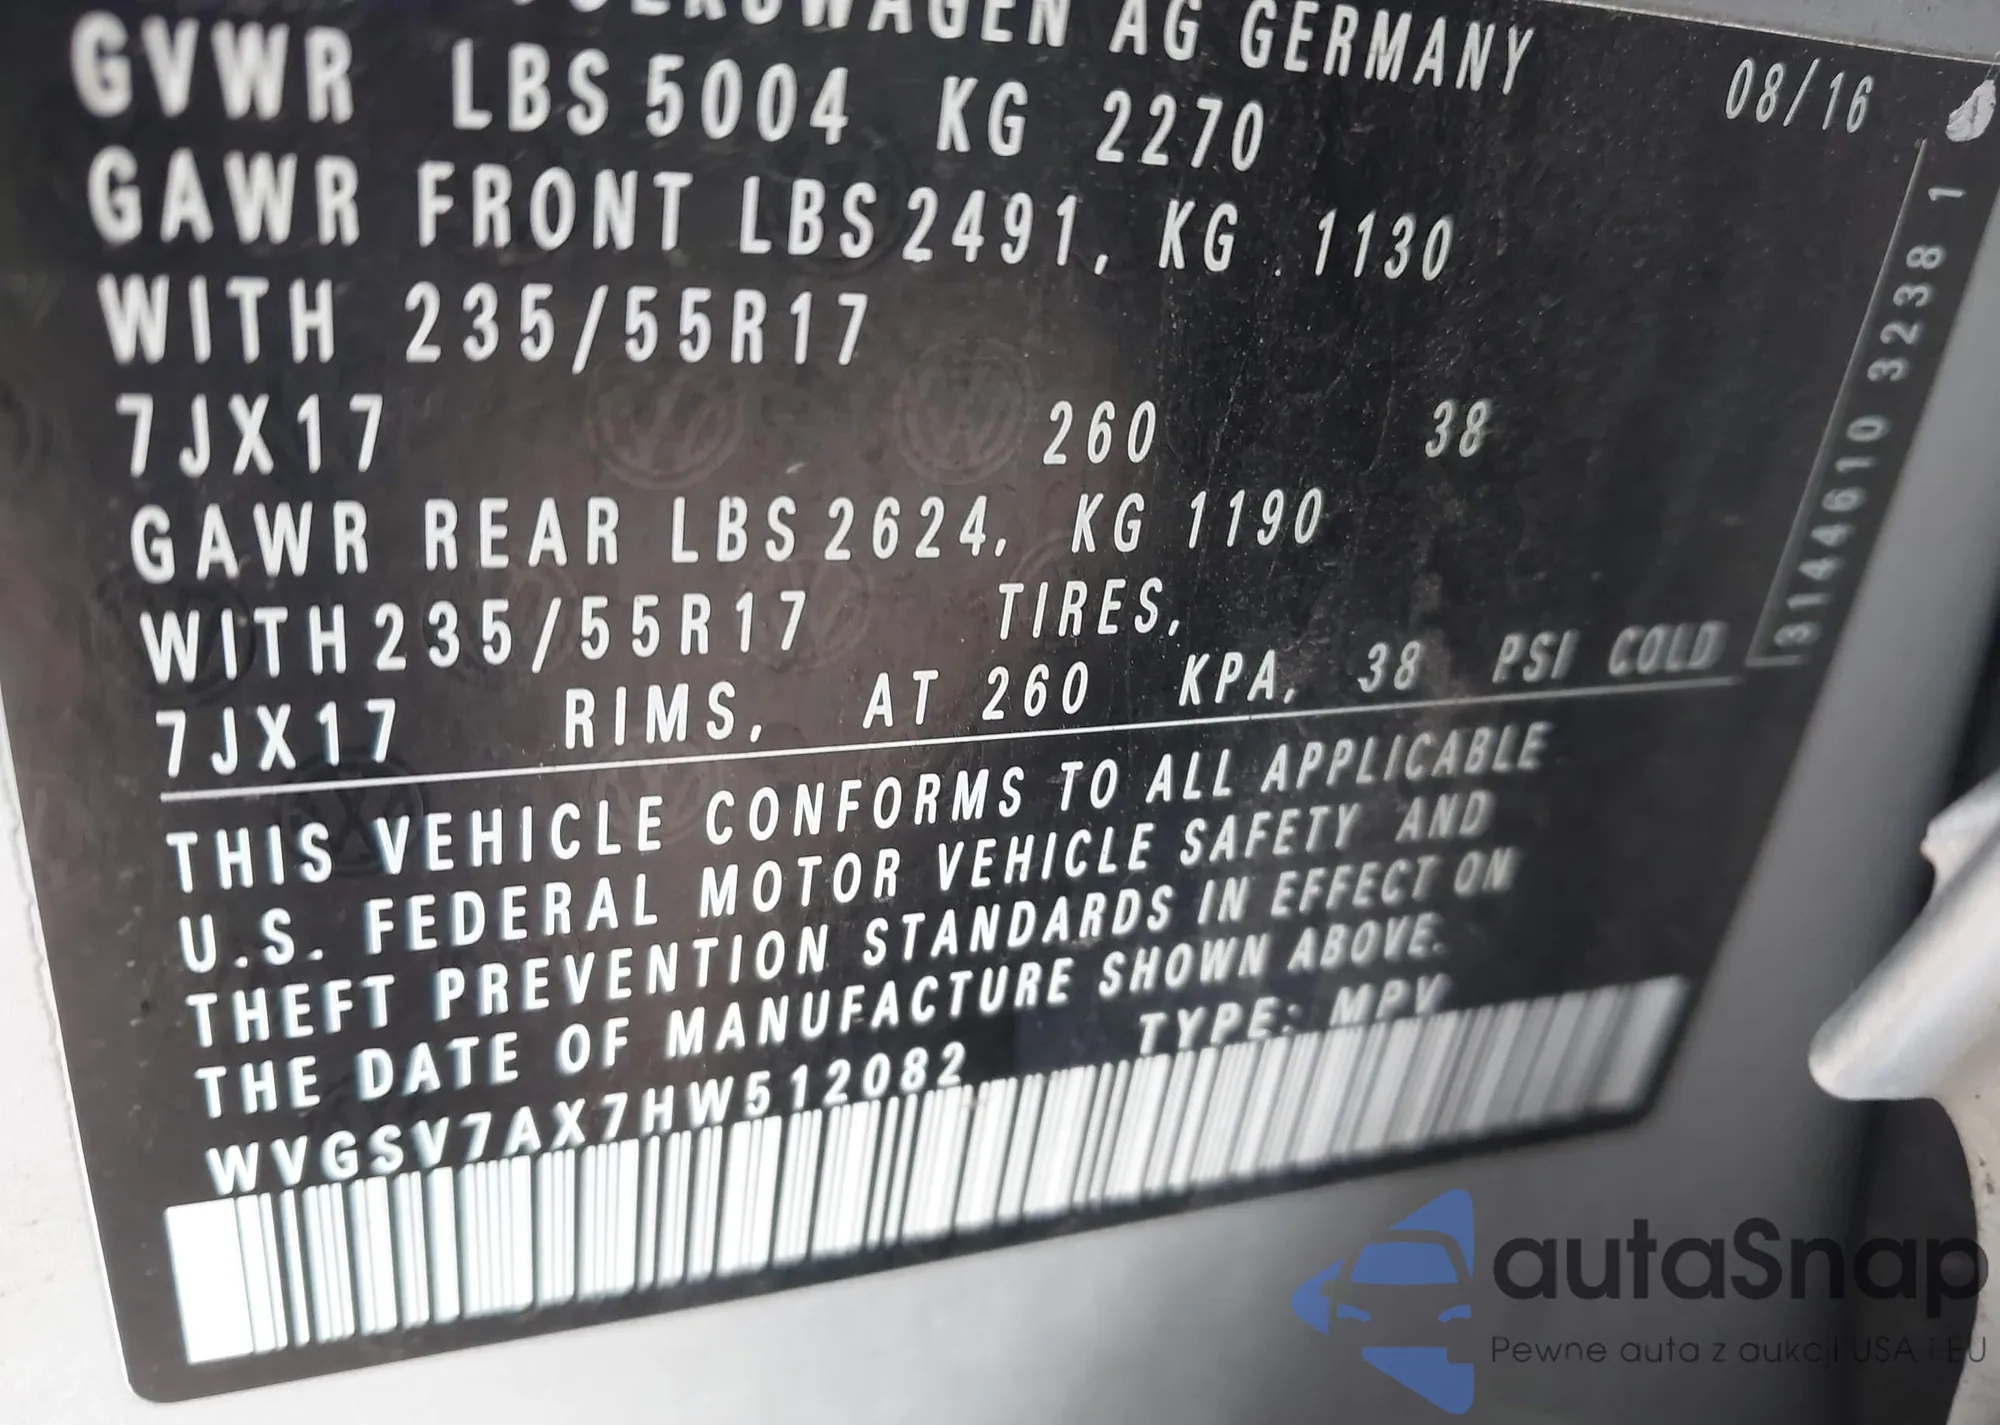 VOLKSWAGEN AG GERMANY
08/16
GVWR LBS 5004 KG 2270
GAWR FRONT LBS 2491, KG 1130
WITH 235/55R17
7JX17 260 38
GAWR REAR LBS 2624, KG 1190
WITH 235/55R17 TIRES,
7JX17 RIMS, AT 260 KPA, 38 PSI COLD
3144610 3238 1
THIS VEHICLE CONFORMS TO ALL APPLICABLE
U.S. FEDERAL MOTOR VEHICLE SAFETY AND
THEFT PREVENTION STANDARDS IN EFFECT ON
THE DATE OF MANUFACTURE SHOWN ABOVE.
WVGSV7AX7HW512082 TYPE: MPV
autaSnap
Pewne auta z aukcji USA i EU